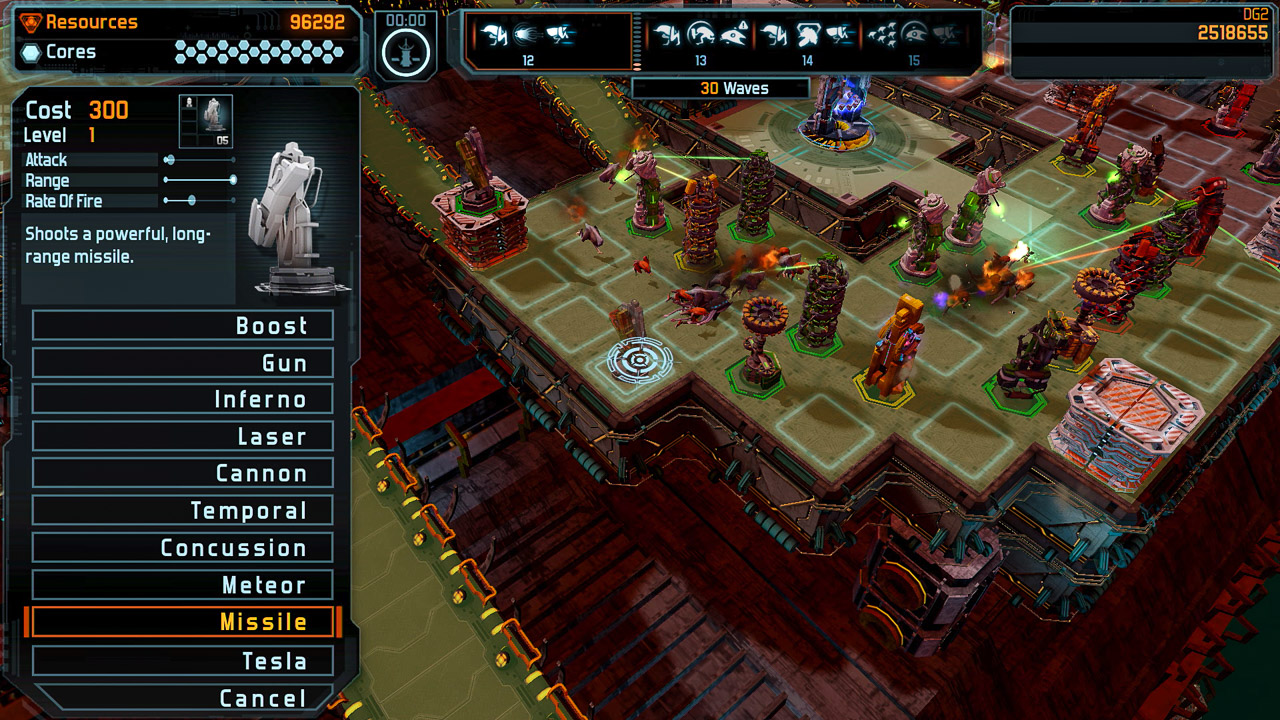 Resources 96292
Cores
00:00
12 13 14 15
30 Waves
DG2
2518655
Cost 300
Level 1
05
Attack
Range
Rate Of Fire
Shoots a powerful, long-
range missile.
Boost
Gun
Inferno
Laser
Cannon
Temporal
Concussion
Meteor
Missile
Tesla
Cancel